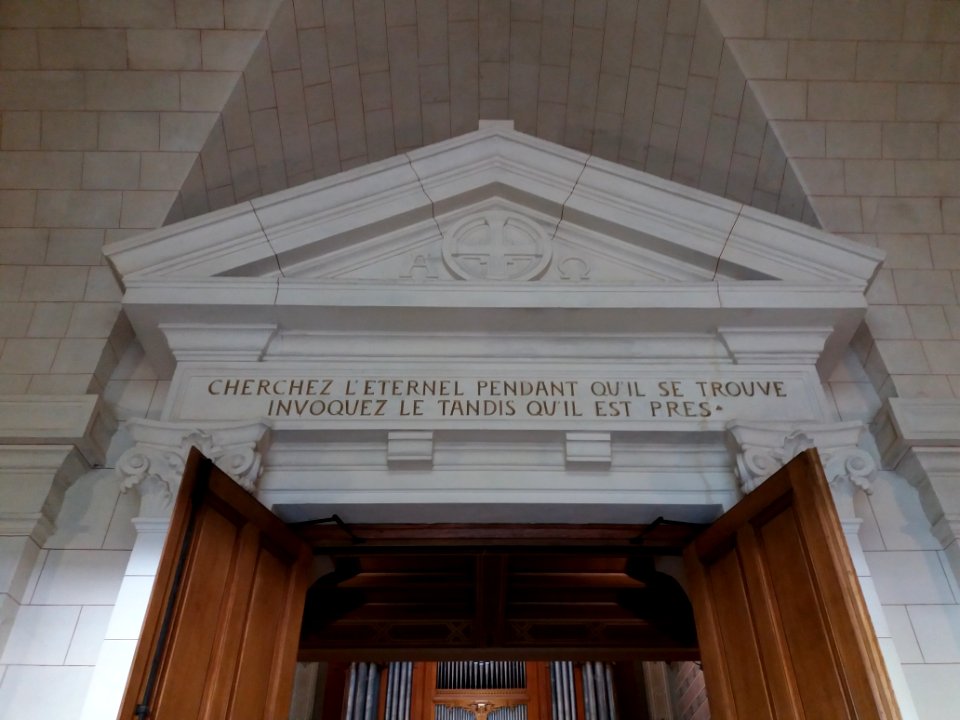 Α Ω
CHERCHEZ L'ETERNEL PENDANT QU'IL SE TROUVE
INVOQUEZ LE TANDIS QU'IL EST PRES